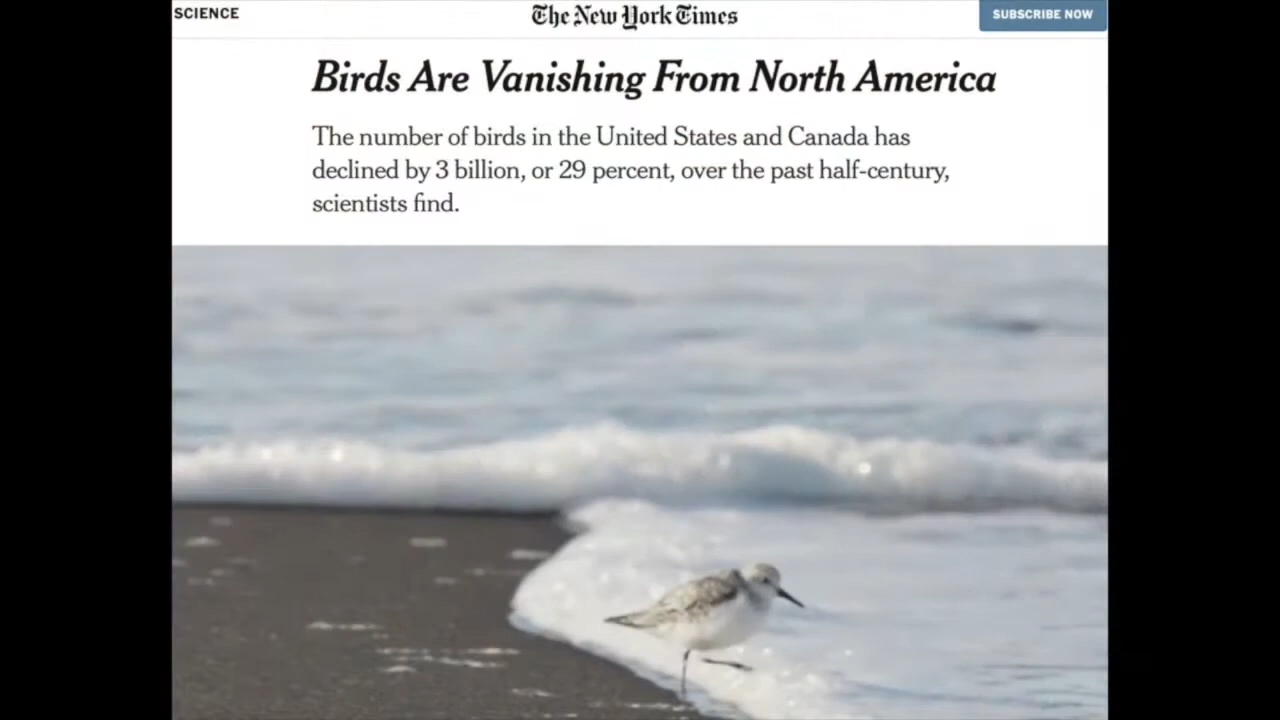 SCIENCE
The New York Times
SUBSCRIBE NOW
Birds Are Vanishing From North America
The number of birds in the United States and Canada has
declined by 3 billion, or 29 percent, over the past half-century,
scientists find.